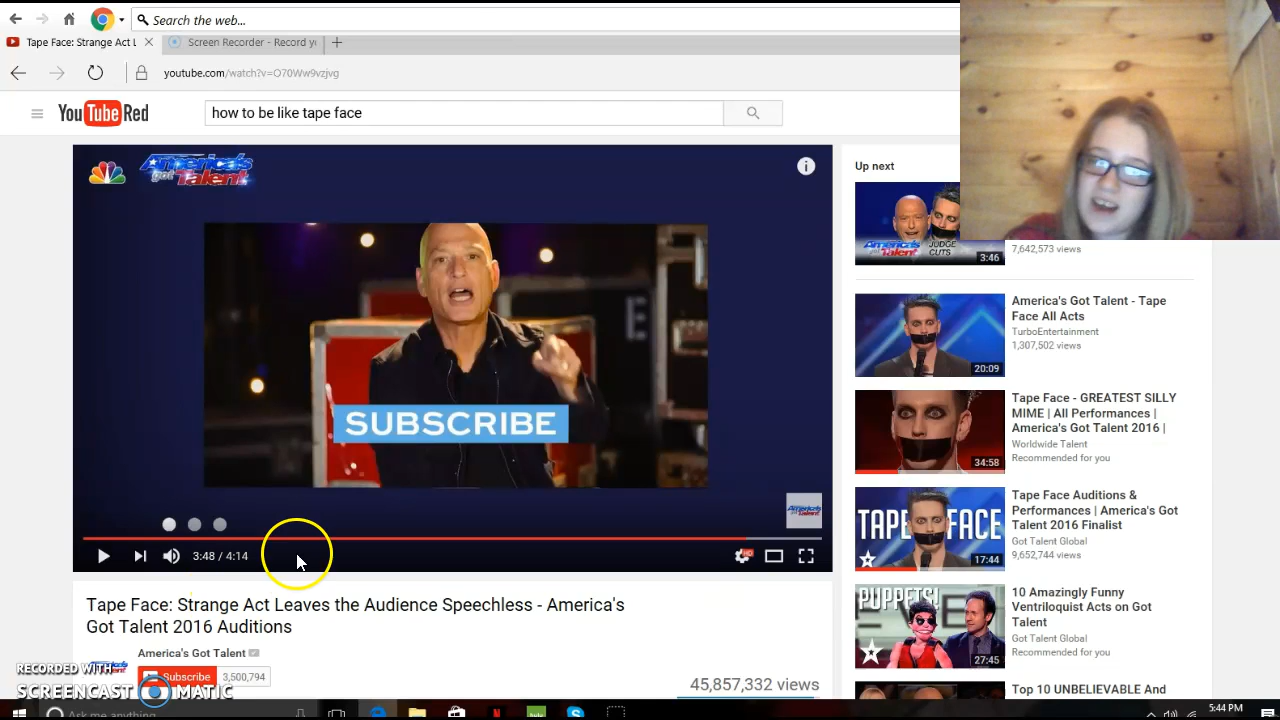 Search the web...
Tape Face: Strange Act L
Screen Recorder - Record yo
youtube.com/watch?v=O70Ww9vzjvg
YouTube Red
how to be like tape face
America's
got Talent
Up next
JUDGE
CUTS
3:46
7,642,573 views
America's Got Talent - Tape
Face All Acts
TurboEntertainment
1,307,502 views
20:09
SUBSCRIBE
Tape Face - GREATEST SILLY
MIME | All Performances |
America's Got Talent 2016 |
Worldwide Talent
Recommended for you
34:58
Tape Face Auditions &
Performances | America's Got
Talent 2016 Finalist
Got Talent Global
9,652,744 views
TAPE FACE
17:44
3:48 / 4:14
HD
Tape Face: Strange Act Leaves the Audience Speechless - America's
Got Talent 2016 Auditions
America's Got Talent
Subscribe
3,500,794
45,857,332 views
PUPPETS!
27:45
10 Amazingly Funny
Ventriloquist Acts on Got
Talent
Got Talent Global
Recommended for you
Top 10 UNBELIEVABLE And
RECORDED WITH
SCREENCAST MATIC
Ask me anything
hulu
5:44 PM